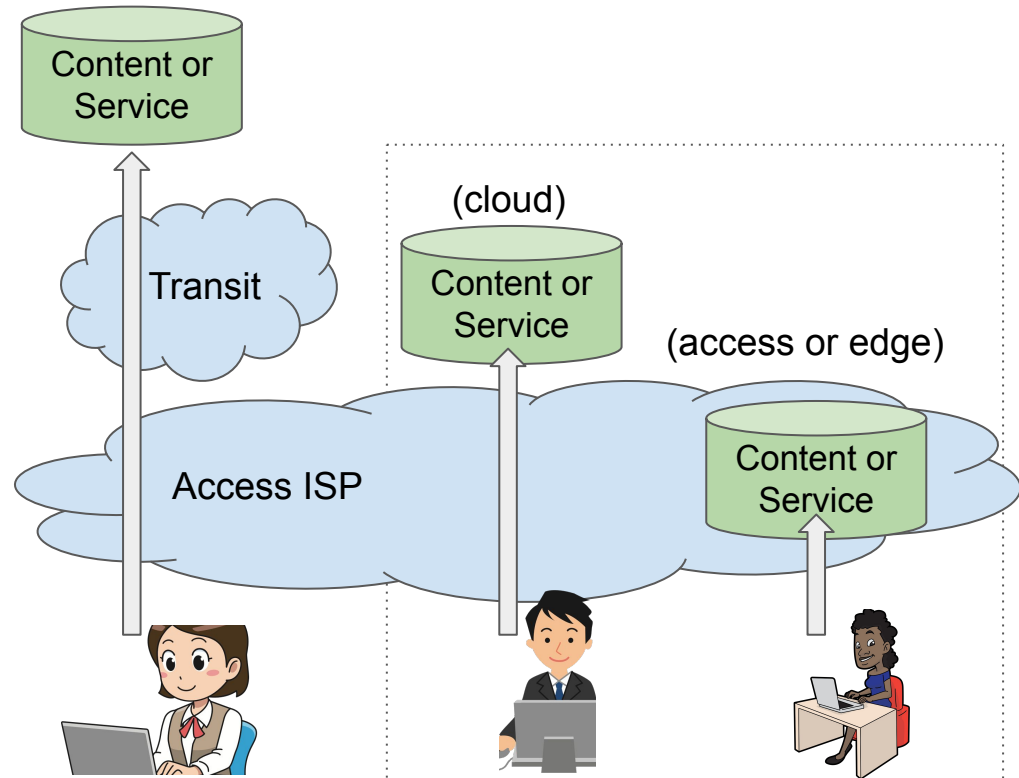 Content or
Service
Transit
(cloud)
Content or
Service
(access or edge)
Content or
Service
Access ISP